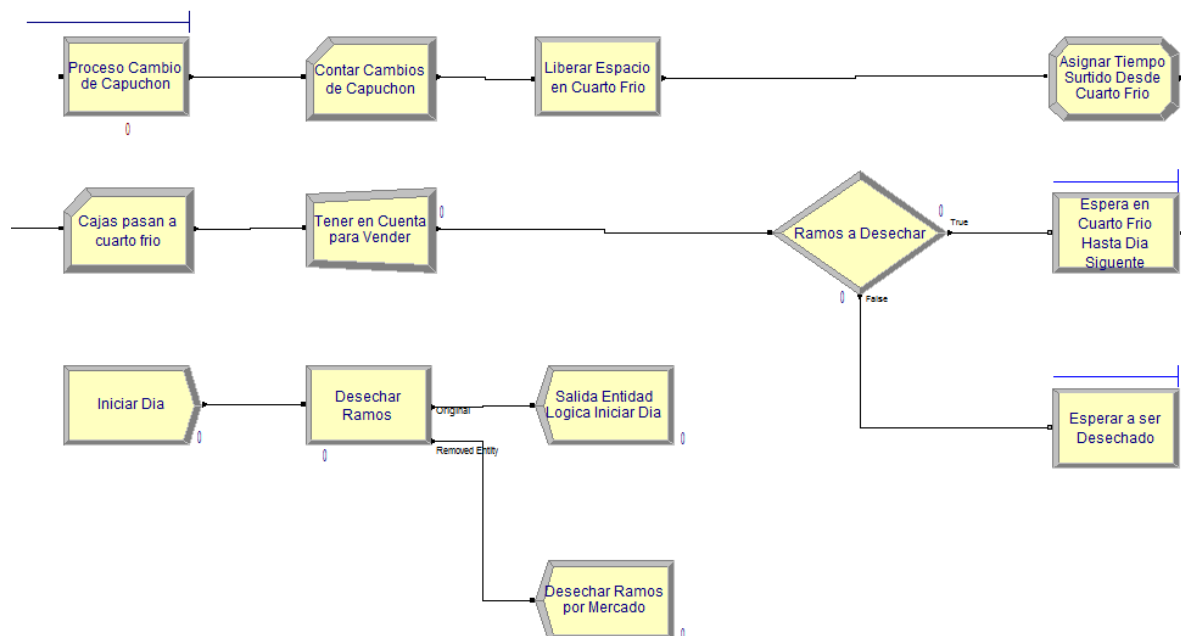 Proceso Cambio
de Capuchon
0
Contar Cambios
de Capuchon
Liberar Espacio
en Cuarto Frio
Asignar Tiempo
Surtido Desde
Cuarto Frio
Cajas pasan a
cuarto frio
Tener en Cuenta
para Vender
0
Ramos a Desechar
0
True
0
False
Espera en
Cuarto Frio
Hasta Dia
Siguente
Iniciar Dia
0
Desechar
Ramos
0
Original
Removed Entity
Salida Entidad
Logica Iniciar Dia
0
Esperar a ser
Desechado
Desechar Ramos
por Mercado
0